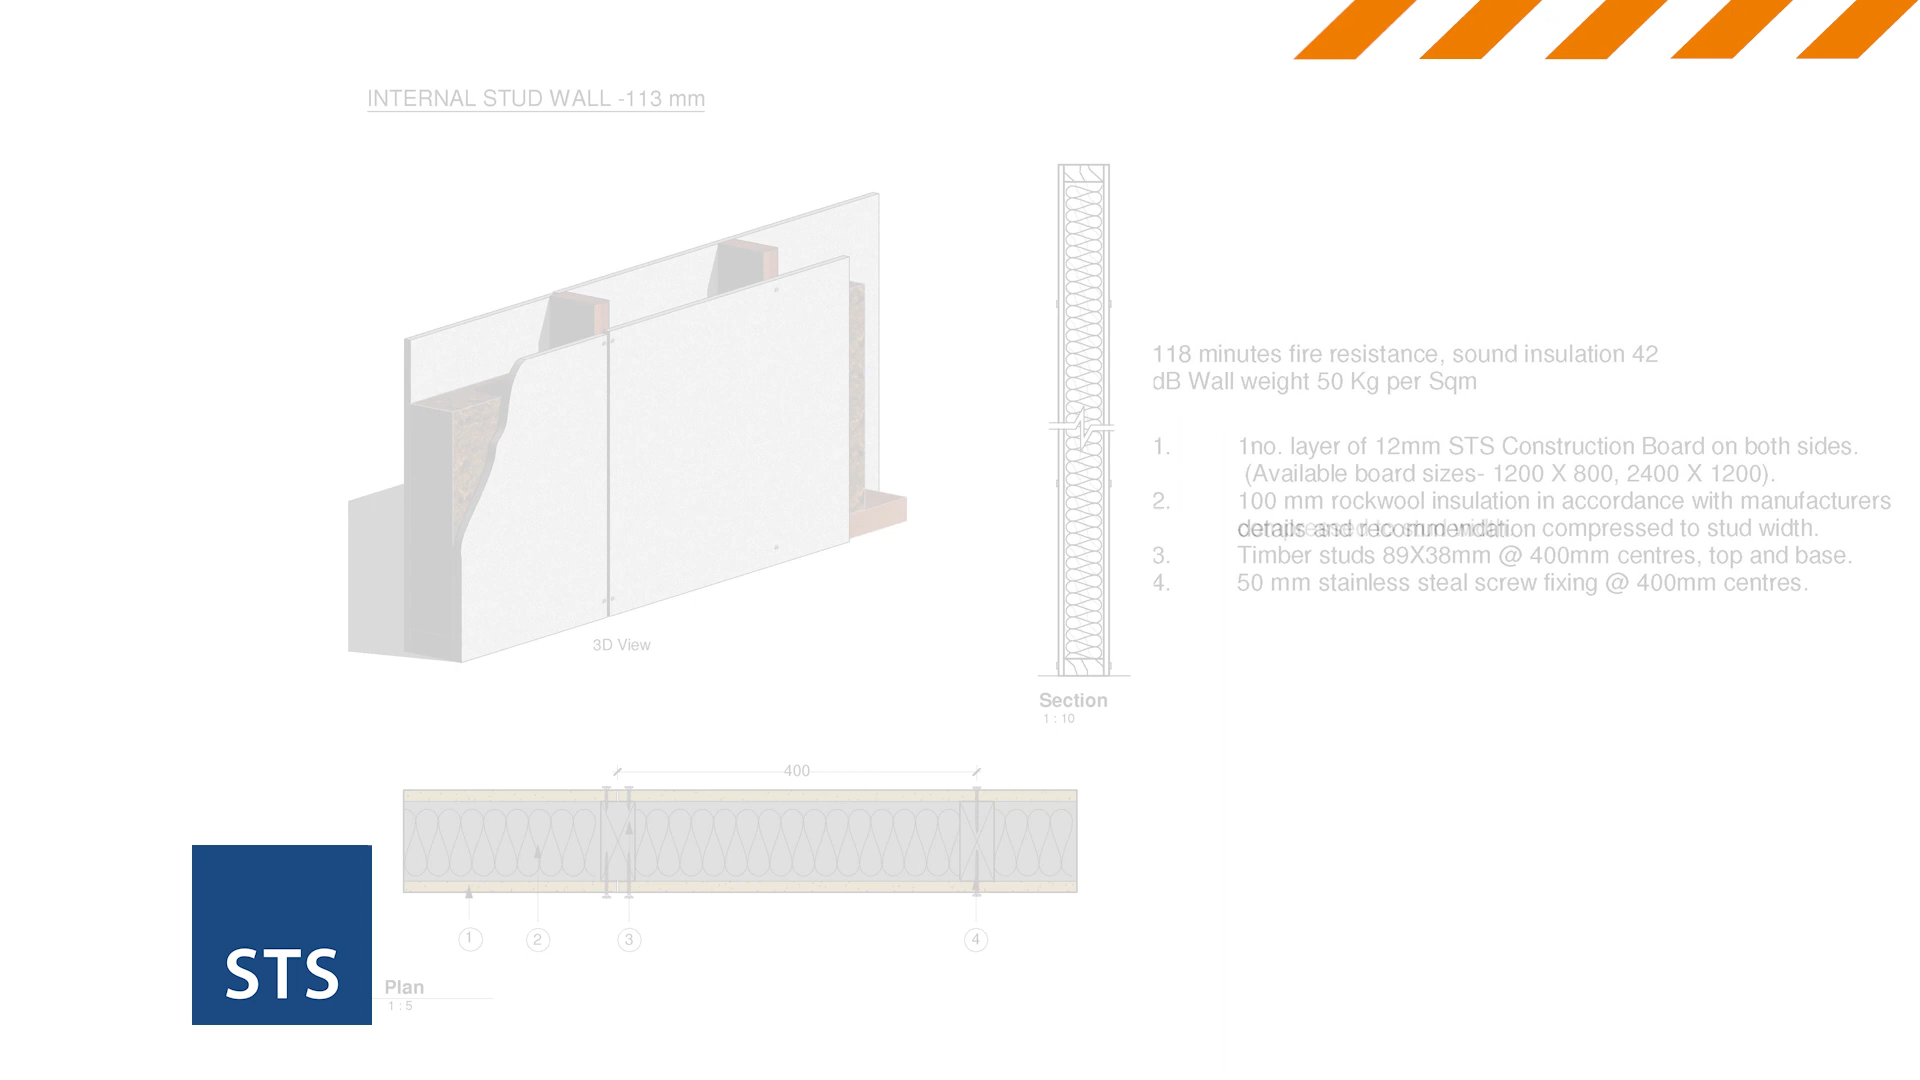 INTERNAL STUD WALL -113 mm
118 minutes fire resistance, sound insulation 42
dB Wall weight 50 Kg per Sqm
1. 1no. layer of 12mm STS Construction Board on both sides.
(Available board sizes- 1200 X 800, 2400 X 1200).
2. 100 mm rockwool insulation in accordance with manufacturers
details and recommendation compressed to stud width.
3. Timber studs 89X38mm @ 400mm centres, top and base.
4. 50 mm stainless steal screw fixing @ 400mm centres.
3D View
Section
1 : 10
400
1 2 3 4
STS
Plan
1 : 5